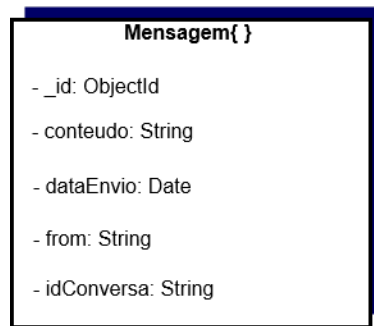 Mensagem{ }
- _id: ObjectId
- conteudo: String
- dataEnvio: Date
- from: String
- idConversa: String